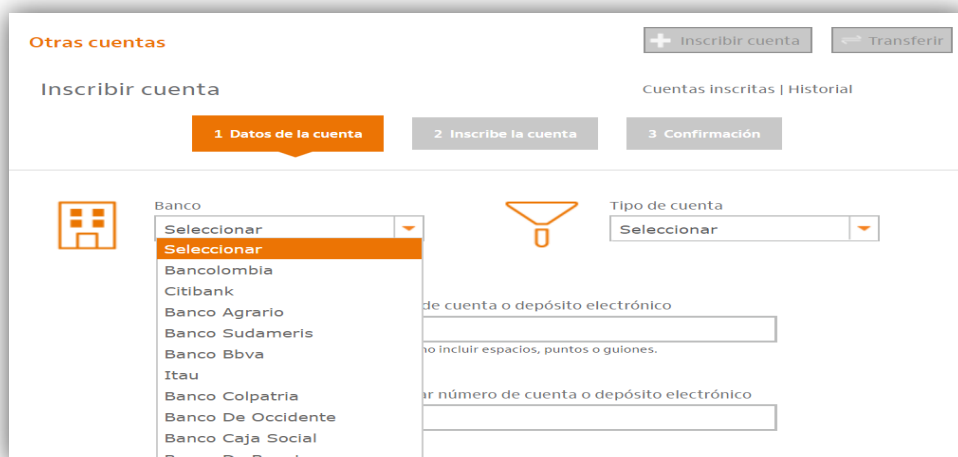 Otras cuentas
Inscribir cuenta
Transferir
Inscribir cuenta
Cuentas inscritas | Historial
1 Datos de la cuenta
2 Inscribe la cuenta
3 Confirmación
Banco
Tipo de cuenta
Seleccionar
Seleccionar
Seleccionar
Bancolombia
Citibank
Banco Agrario
Banco Sudameris
Banco Bbva
Itau
Banco Colpatria
Banco De Occidente
Banco Caja Social
de cuenta o depósito electrónico
no incluir espacios, puntos o guiones.
número de cuenta o depósito electrónico